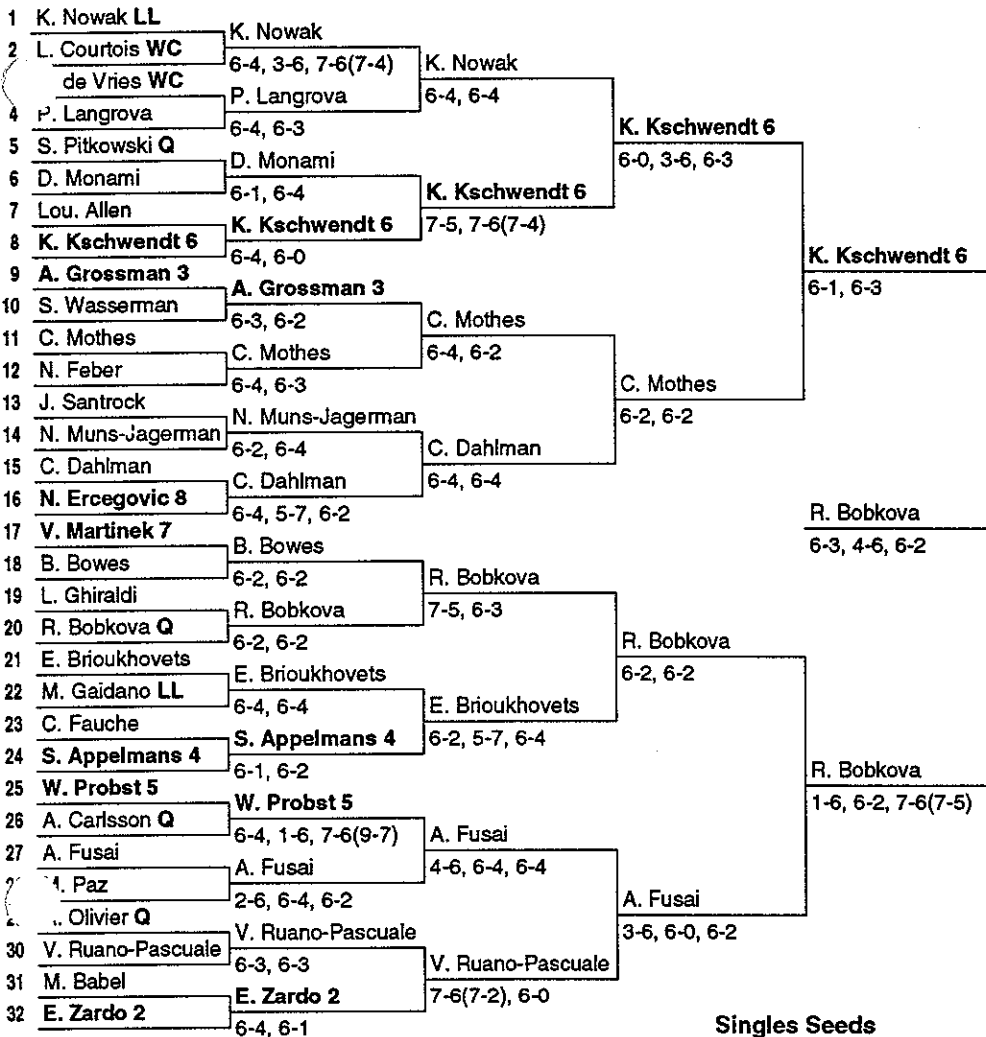 1 K. Nowak LL
2 L. Courtois WC
de Vries WC
4 P. Langrova
5 S. Pitkowski Q
6 D. Monami
7 Lou. Allen
8 K. Kschwendt 6
9 A. Grossman 3
10 S. Wasserman
11 C. Mothes
12 N. Feber
13 J. Santrock
14 N. Muns-Jagerman
15 C. Dahlman
16 N. Ercegovic 8
17 V. Martinek 7
18 B. Bowes
19 L. Ghiraldi
20 R. Bobkova Q
21 E. Brioukhovets
22 M. Gaidano LL
23 C. Fauche
24 S. Appelmans 4
25 W. Probst 5
26 A. Carlsson Q
27 A. Fusai
M. Paz
Olivier Q
30 V. Ruano-Pascuale
31 M. Babel
32 E. Zardo 2
K. Nowak
6-4, 3-6, 7-6(7-4)
P. Langrova
6-4, 6-3
D. Monami
6-1, 6-4
K. Kschwendt 6
6-4, 6-0
A. Grossman 3
6-3, 6-2
C. Mothes
6-4, 6-3
N. Muns-Jagerman
6-2, 6-4
C. Dahlman
6-4, 5-7, 6-2
B. Bowes
6-2, 6-2
R. Bobkova
6-2, 6-2
E. Brioukhovets
6-4, 6-4
S. Appelmans 4
6-1, 6-2
W. Probst 5
6-4, 1-6, 7-6(9-7)
A. Fusai
2-6, 6-4, 6-2
V. Ruano-Pascuale
6-3, 6-3
E. Zardo 2
6-4, 6-1
K. Nowak
6-4, 6-4
K. Kschwendt 6
7-5, 7-6(7-4)
C. Mothes
6-4, 6-2
C. Dahlman
6-4, 6-4
R. Bobkova
7-5, 6-3
E. Brioukhovets
6-2, 5-7, 6-4
A. Fusai
4-6, 6-4, 6-4
V. Ruano-Pascuale
7-6(7-2), 6-0
K. Kschwendt 6
6-0, 3-6, 6-3
C. Mothes
6-2, 6-2
R. Bobkova
6-2, 6-2
A. Fusai
3-6, 6-0, 6-2
K. Kschwendt 6
6-1, 6-3
R. Bobkova
1-6, 6-2, 7-6(7-5)
R. Bobkova
6-3, 4-6, 6-2
Singles Seeds